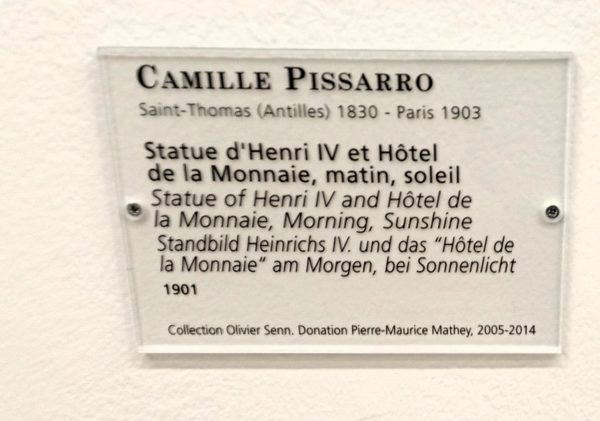 CAMILLE PISSARRO
Saint-Thomas (Antilles) 1830 - Paris 1903
Statue d'Henri IV et Hôtel
de la Monnaie, matin, soleil
Statue of Henri IV and Hôtel de
la Monnaie, Morning, Sunshine
Standbild Heinrichs IV. und das “Hôtel de
la Monnaie“ am Morgen, bei Sonnenlicht
1901
Collection Olivier Senn. Donation Pierre-Maurice Mathey, 2005-2014